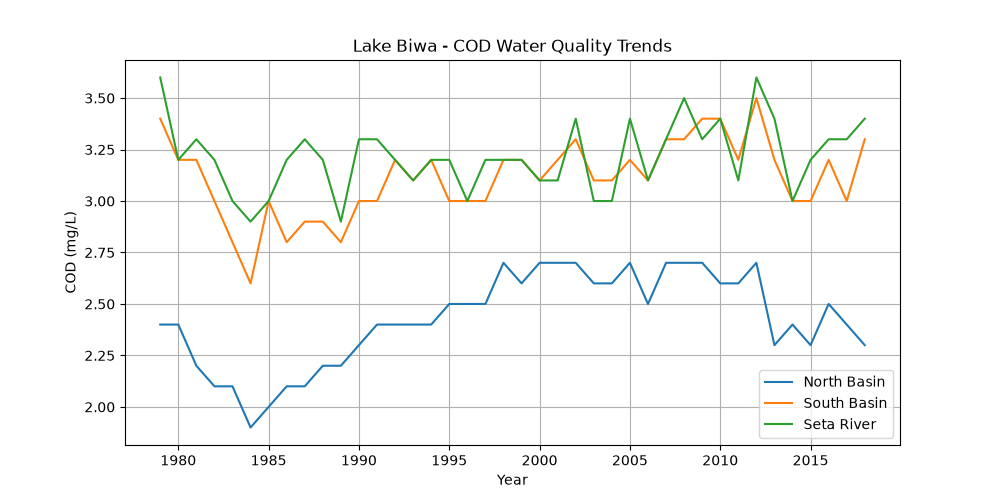 Lake Biwa - COD Water Quality Trends
COD (mg/L)
3.50
3.25
3.00
2.75
2.50
2.25
2.00
1980 1985 1990 1995 2000 2005 2010 2015
Year
North Basin
South Basin
Seta River